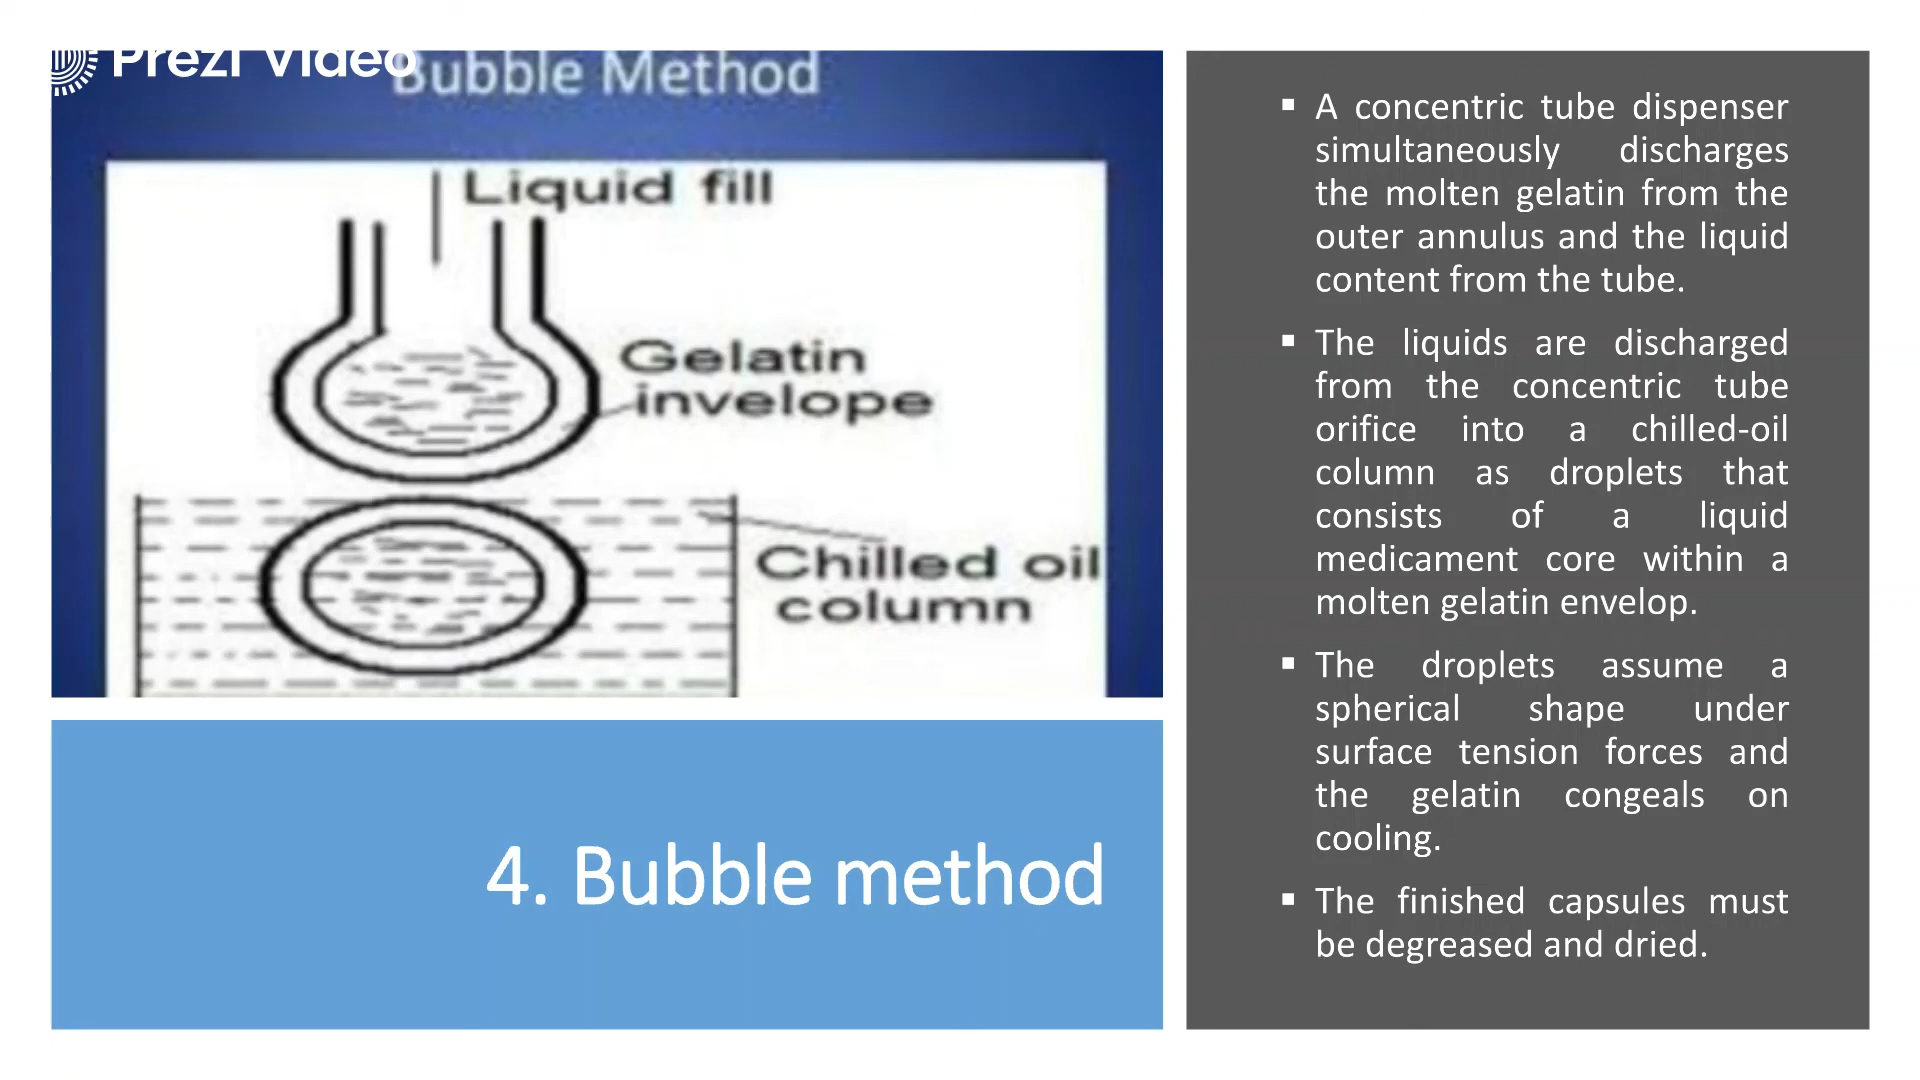 Prezi Video
Bubble Method
Liquid fill
Gelatin
invelope
Chilled oil
column
4. Bubble method
▪ A concentric tube dispenser
simultaneously discharges
the molten gelatin from the
outer annulus and the liquid
content from the tube.
▪ The liquids are discharged
from the concentric tube
orifice into a chilled-oil
column as droplets that
consists of a liquid
medicament core within a
molten gelatin envelop.
▪ The droplets assume a
spherical shape under
surface tension forces and
the gelatin congeals on
cooling.
▪ The finished capsules must
be degreased and dried.